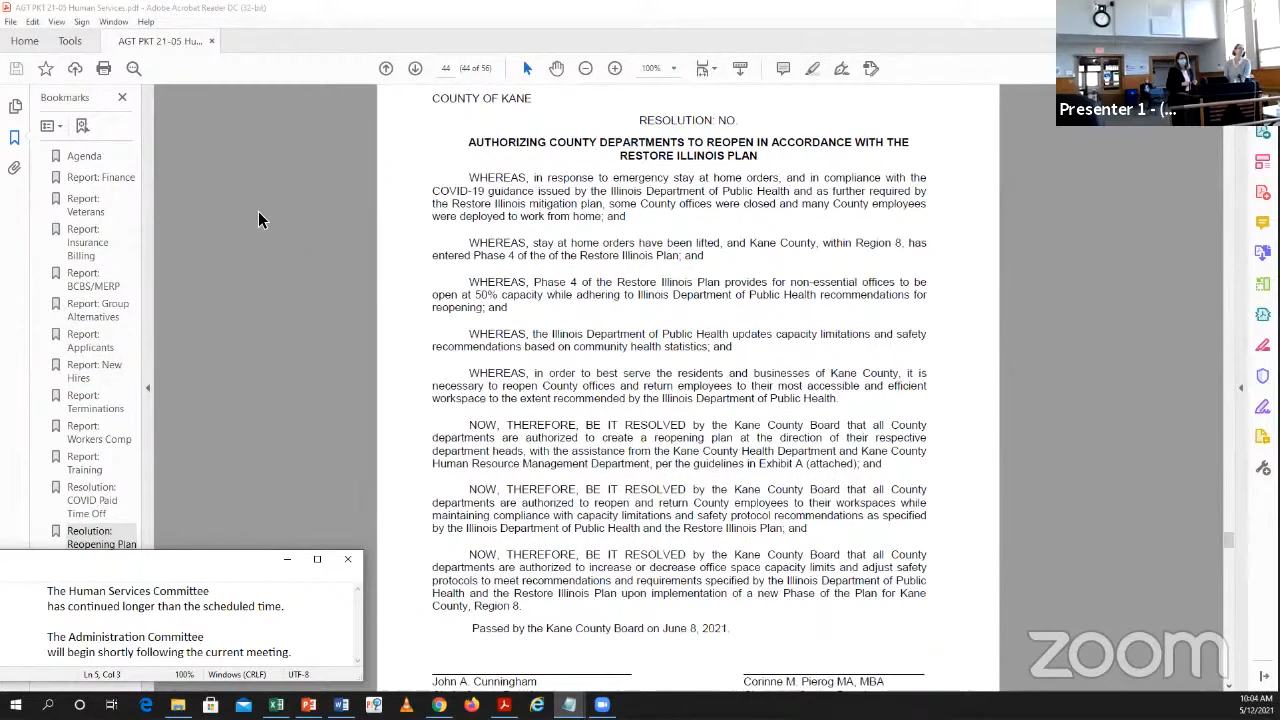 AGT PKT 21-05 Human Services.pdf - Adobe Acrobat Reader DC (32-bit)
File Edit View Sign Window Help
Home Tools AGT PKT 21-05 Hu... ×
44 (44 of 56) 100%
Bookmarks
Agenda
Report: Finance
Report:
Veterans
Report:
Insurance
Billing
Report:
BCBS/MERP
Report: Group
Alternatives
Report:
Applicants
Report: New
Hires
Report:
Terminations
Report:
Workers Comp
Report:
Training
Resolution:
COVID Paid
Time Off
Reolution:
Reopening Plan
COUNTY OF KANE
RESOLUTION: NO.
AUTHORIZING COUNTY DEPARTMENTS TO REOPEN IN ACCORDANCE WITH THE
RESTORE ILLINOIS PLAN
WHEREAS, in response to emergency stay at home orders, and in compliance with the
COVID-19 guidance issued by the Illinois Department of Public Health and as further required by
the Restore Illinois mitigation plan, some County offices were closed and many County employees
were deployed to work from home; and
WHEREAS, stay at home orders have been lifted, and Kane County, within Region 8, has
entered Phase 4 of the of the Restore Illinois Plan; and
WHEREAS, Phase 4 of the Restore Illinois Plan provides for non-essential offices to be
open at 50% capacity while adhering to Illinois Department of Public Health recommendations for
reopening; and
WHEREAS, the Illinois Department of Public Health updates capacity limitations and safety
recommendations based on community health statistics; and
WHEREAS, in order to best serve the residents and businesses of Kane County, it is
necessary to reopen County offices and return employees to their most accessible and efficient
workspace to the extent recommended by the Illinois Department of Public Health.
NOW, THEREFORE, BE IT RESOLVED by the Kane County Board that all County
departments are authorized to create a reopening plan at the direction of their respective
department heads, with the assistance from the Kane County Health Department and Kane County
Human Resource Management Department, per the guidelines in Exhibit A (attached); and
NOW, THEREFORE, BE IT RESOLVED by the Kane County Board that all County
departments are authorized to reopen and return County employees to their workspaces while
maintaining compliance with capacity limitations and safety protocol recommendations as specified
by the Illinois Department of Public Health and the Restore Illinois Plan; and
NOW, THEREFORE, BE IT RESOLVED by the Kane County Board that all County
departments are authorized to increase or decrease office space capacity limits and adjust safety
protocols to meet recommendations and requirements specified by the Illinois Department of Public
Health and the Restore Illinois Plan upon implementation of a new Phase of the Plan for Kane
County, Region 8.
Passed by the Kane County Board on June 8, 2021.
John A. Cunningham Corinne M. Pierog MA, MBA
Presenter 1 - (...
The Human Services Committee
has continued longer than the scheduled time.
The Administration Committee
will begin shortly following the current meeting.
Ln 5, Col 3 100% Windows (CRLF) UTF-8
zoom
10:04 AM
5/12/2021